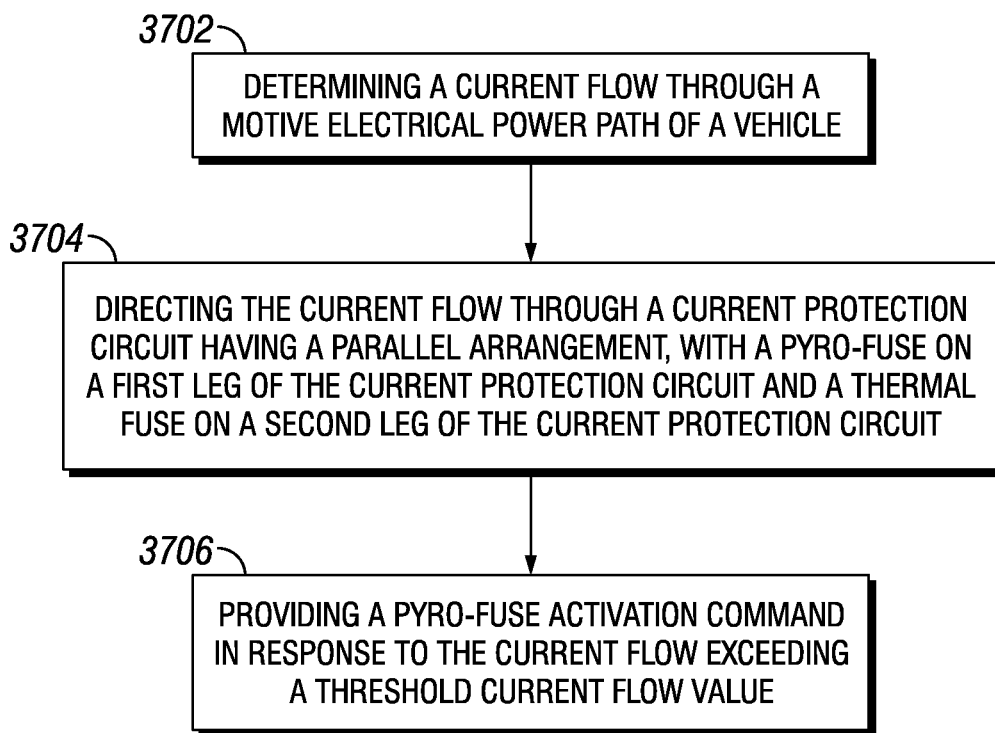 3702
DETERMINING A CURRENT FLOW THROUGH A
MOTIVE ELECTRICAL POWER PATH OF A VEHICLE
3704
DIRECTING THE CURRENT FLOW THROUGH A CURRENT PROTECTION
CIRCUIT HAVING A PARALLEL ARRANGEMENT, WITH A PYRO-FUSE ON
A FIRST LEG OF THE CURRENT PROTECTION CIRCUIT AND A THERMAL
FUSE ON A SECOND LEG OF THE CURRENT PROTECTION CIRCUIT
3706
PROVIDING A PYRO-FUSE ACTIVATION COMMAND
IN RESPONSE TO THE CURRENT FLOW EXCEEDING
A THRESHOLD CURRENT FLOW VALUE